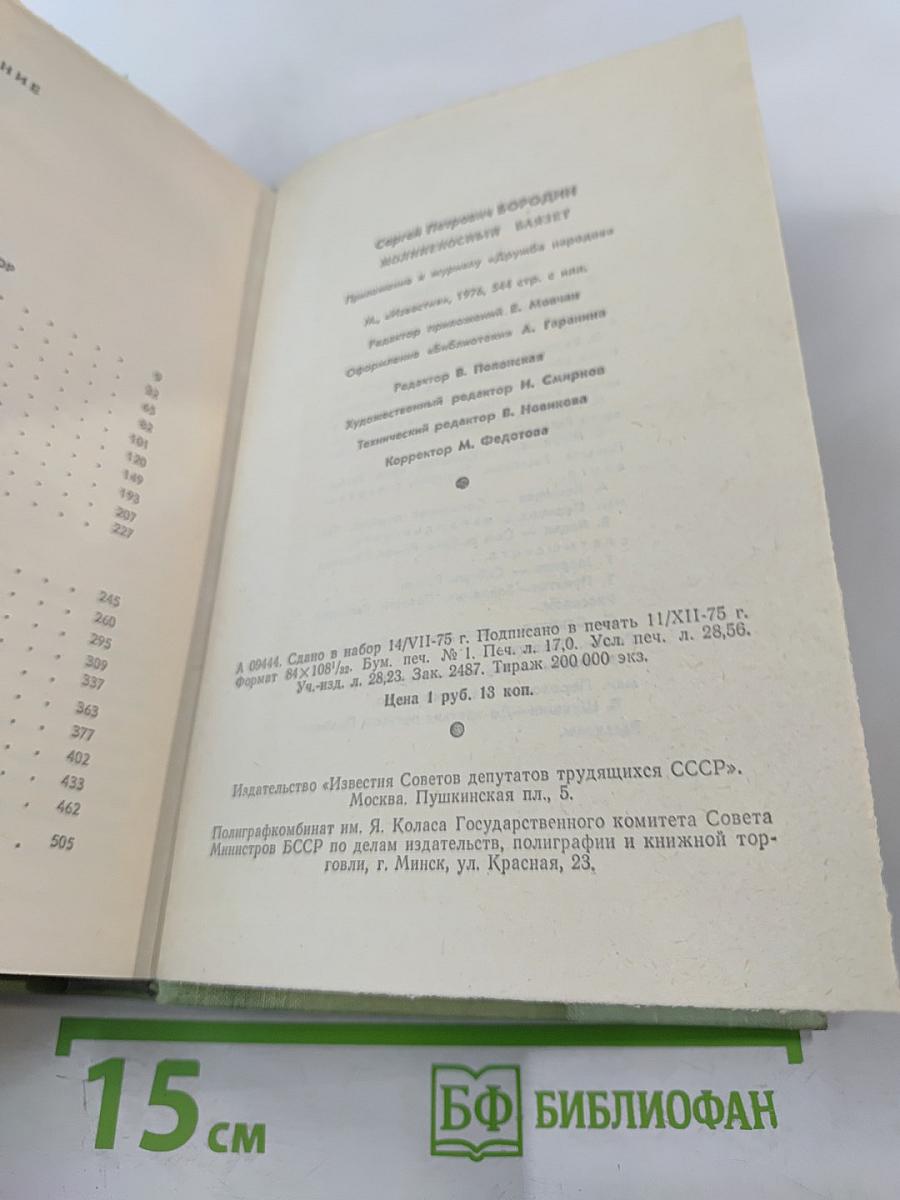 НИЕ
ОР
9
32
65
82
101
120
149
193
207
227
245
260
295
309
337
363
377
402
433
462
505
Сергей Петрович БОРОДИН
МОЛНИЕНОСНЫЙ БАЯЗЕТ
Приложение к журналу «Дружба народов»
М., «Известия», 1976, 544 стр. с илл.
Редактор приложений Е. Мовчан
Оформление «Библиотеки» А. Гаранина
Редактор В. Полонская
Художественный редактор И. Смирнов
Технический редактор В. Новикова
Корректор М. Федотова
А 09444. Сдано в набор 14/VII-75 г. Подписано в печать 11/XII-75 г.
Формат 84×108¹/₃₂. Бум. печ. № 1. Печ. л. 17,0. Усл. печ. л. 28,56.
Уч.-изд. л. 28,23. Зак. 2487. Тираж 200 000 экз.
Цена 1 руб. 13 коп.
Издательство «Известия Советов депутатов трудящихся СССР».
Москва. Пушкинская пл., 5.
Полиграфкомбинат им. Я. Коласа Государственного комитета Совета
Министров БССР по делам издательств, полиграфии и книжной тор-
говли, г. Минск, ул. Красная, 23.
15 см
БФ БИБЛИОФАН